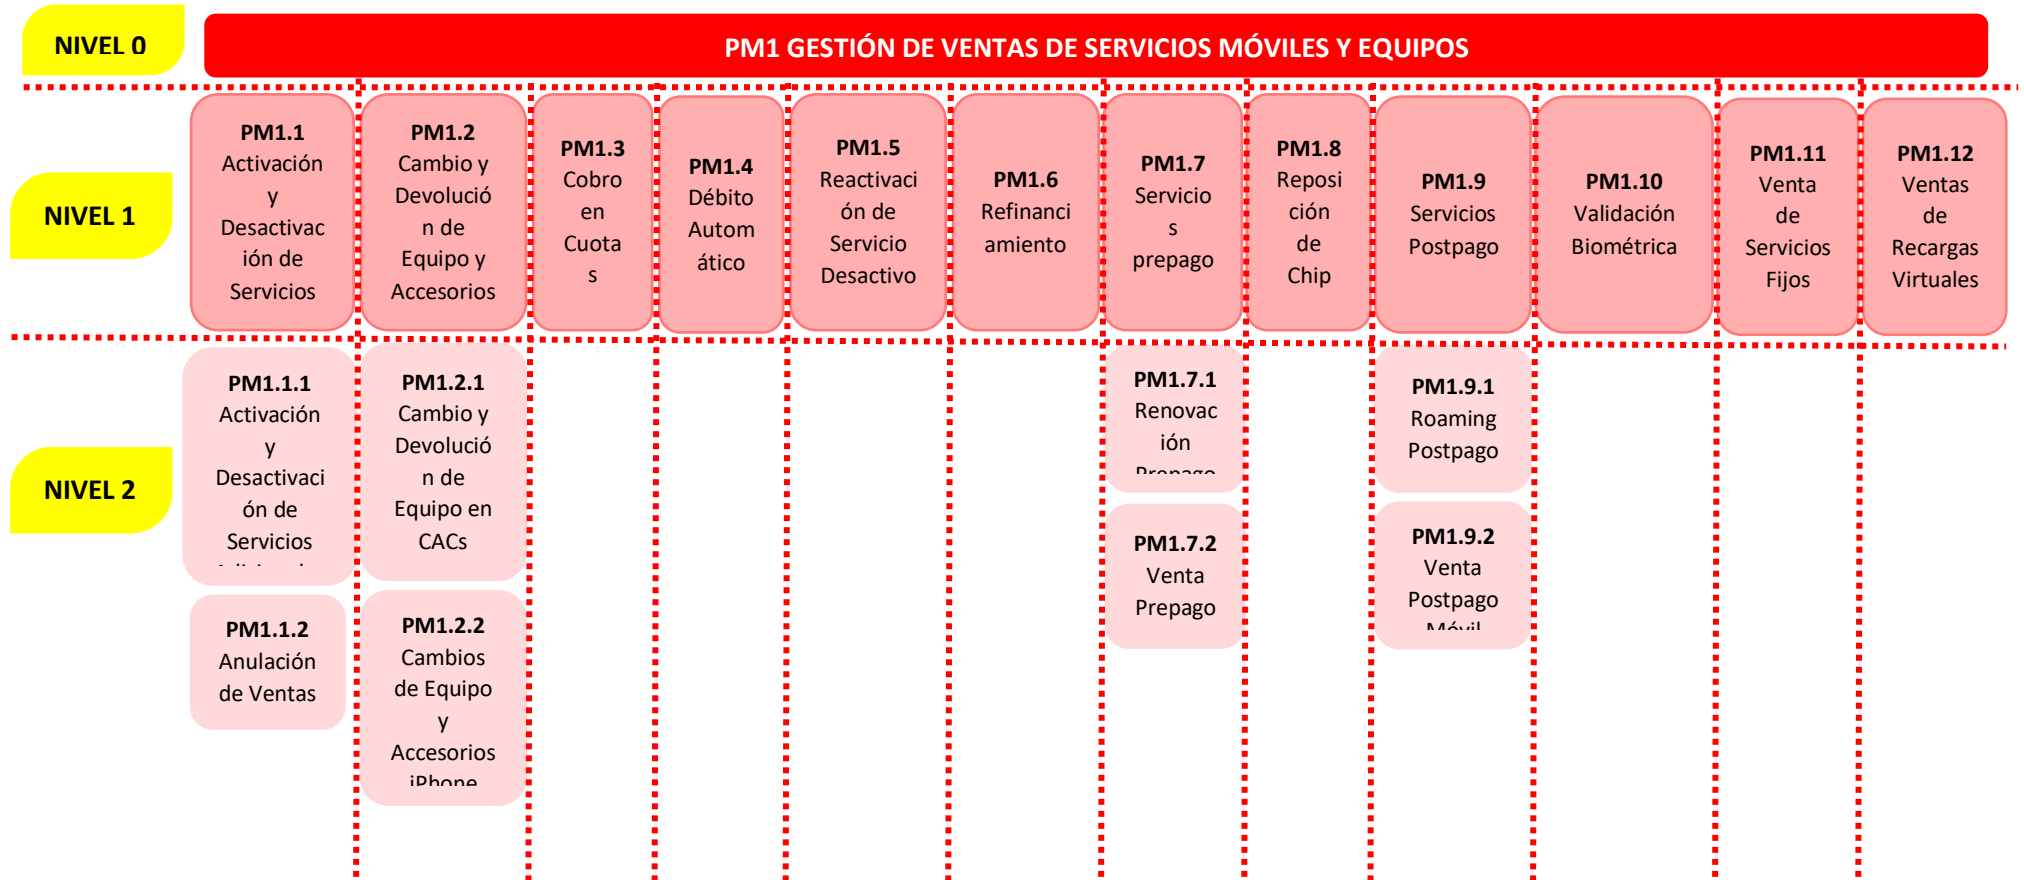 NIVEL 0
PM1 GESTIÓN DE VENTAS DE SERVICIOS MÓVILES Y EQUIPOS
NIVEL 1
PM1.1
Activación
y
Desactivac
ión de
Servicios
PM1.2
Cambio y
Devolució
n de
Equipo y
Accesorios
PM1.3
Cobro
en
Cuota
s
PM1.4
Débito
Autom
ático
PM1.5
Reactivaci
ón de
Servicio
Desactivo
PM1.6
Refinanci
amiento
PM1.7
Servicio
s
prepago
PM1.8
Reposi
ción
de
Chip
PM1.9
Servicios
Postpago
PM1.10
Validación
Biométrica
PM1.11
Venta
de
Servicios
Fijos
PM1.12
Ventas
de
Recargas
Virtuales
NIVEL 2
PM1.1.1
Activación
y
Desactivaci
ón de
Servicios
PM1.1.2
Anulación
de Ventas
PM1.2.1
Cambio y
Devolució
n de
Equipo en
CACs
PM1.2.2
Cambios
de Equipo
y
Accesorios
iPhone
PM1.7.1
Renovac
ión
Prepago
PM1.7.2
Venta
Prepago
PM1.9.1
Roaming
Postpago
PM1.9.2
Venta
Postpago
Móvil